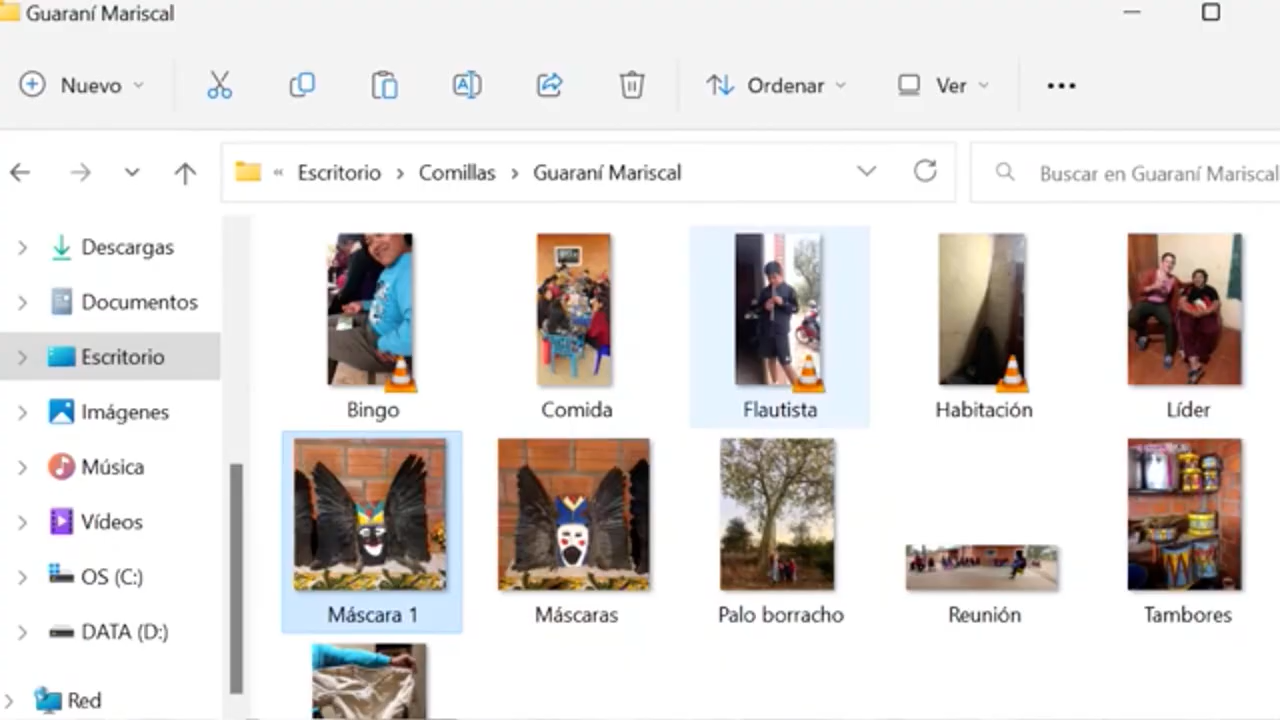 Guaraní Mariscal
Nuevo
Ordenar
Ver
« Escritorio > Comillas > Guaraní Mariscal
Buscar en Guaraní Mariscal
Descargas
Documentos
Escritorio
Imágenes
Música
Vídeos
OS (C:)
DATA (D:)
Red
Bingo
Comida
Flautista
Habitación
Líder
Máscara 1
Máscaras
Palo borracho
Reunión
Tambores